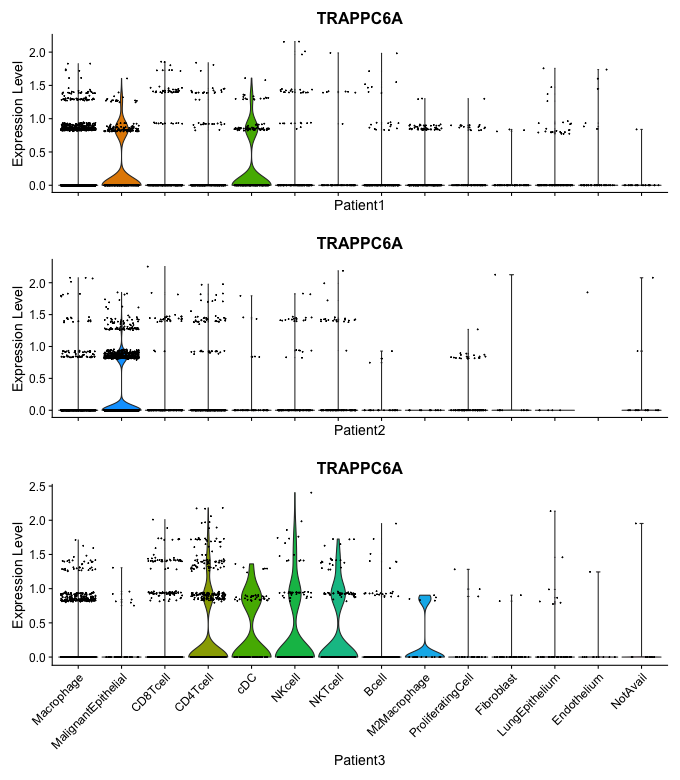 TRAPPC6A
Expression Level
2.0
1.5
1.0
0.5
0.0
Patient1
TRAPPC6A
Expression Level
2.0
1.5
1.0
0.5
0.0
Patient2
TRAPPC6A
Expression Level
2.5
2.0
1.5
1.0
0.5
0.0
Macrophage
MalignantEpithelial
CD8Tcell
CD4Tcell
cDC
NKcell
NKTcell
Bcell
M2Macrophage
ProliferatingCell
Fibroblast
LungEpithelium
Endothelium
NotAvail
Patient3